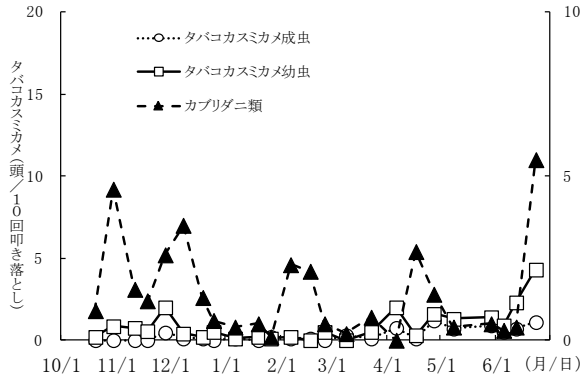 20
15
10
5
0
10
5
0
タバコカスミカメ成虫
タバコカスミカメ幼虫
カブリダニ類
タバコカスミカメ(頭/10回叩き落とし)
10/1 11/1 12/1 1/1 2/1 3/1 4/1 5/1 6/1 (月/日)